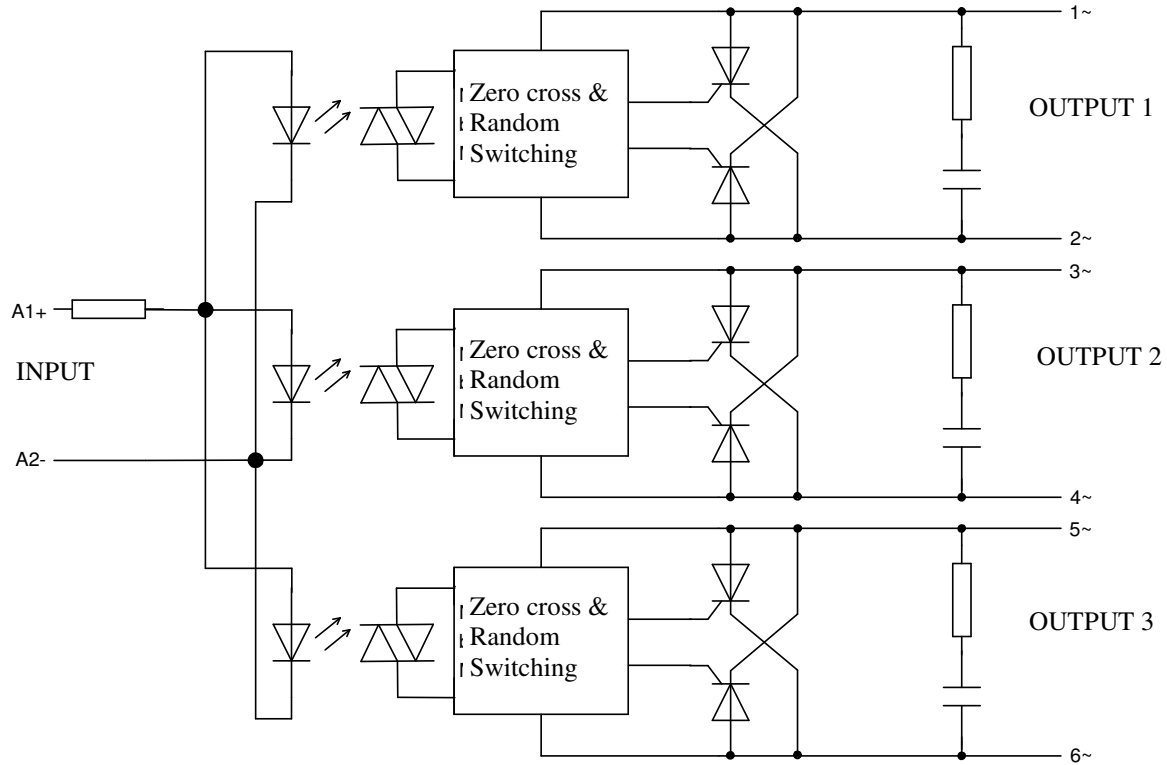 1~
Zero cross &
Random
Switching
OUTPUT 1
2~
3~
A1+
Zero cross &
Random
Switching
OUTPUT 2
INPUT
A2-
4~
5~
Zero cross &
Random
Switching
OUTPUT 3
6~